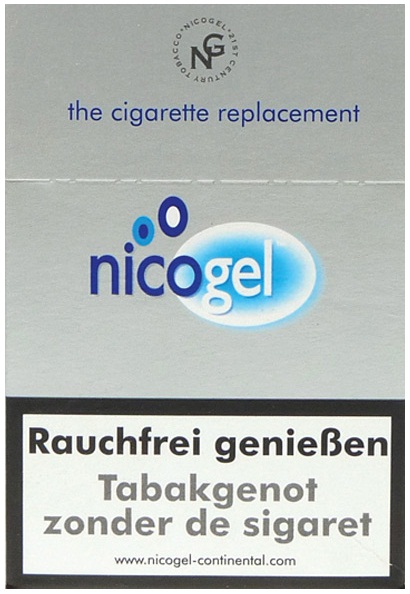 NICOGEL • 21ST CENTURY TOBACCO •
NG
the cigarette replacement
nicogel
Rauchfrei genießen
Tabakgenot
zonder de sigaret
www.nicogel-continental.com